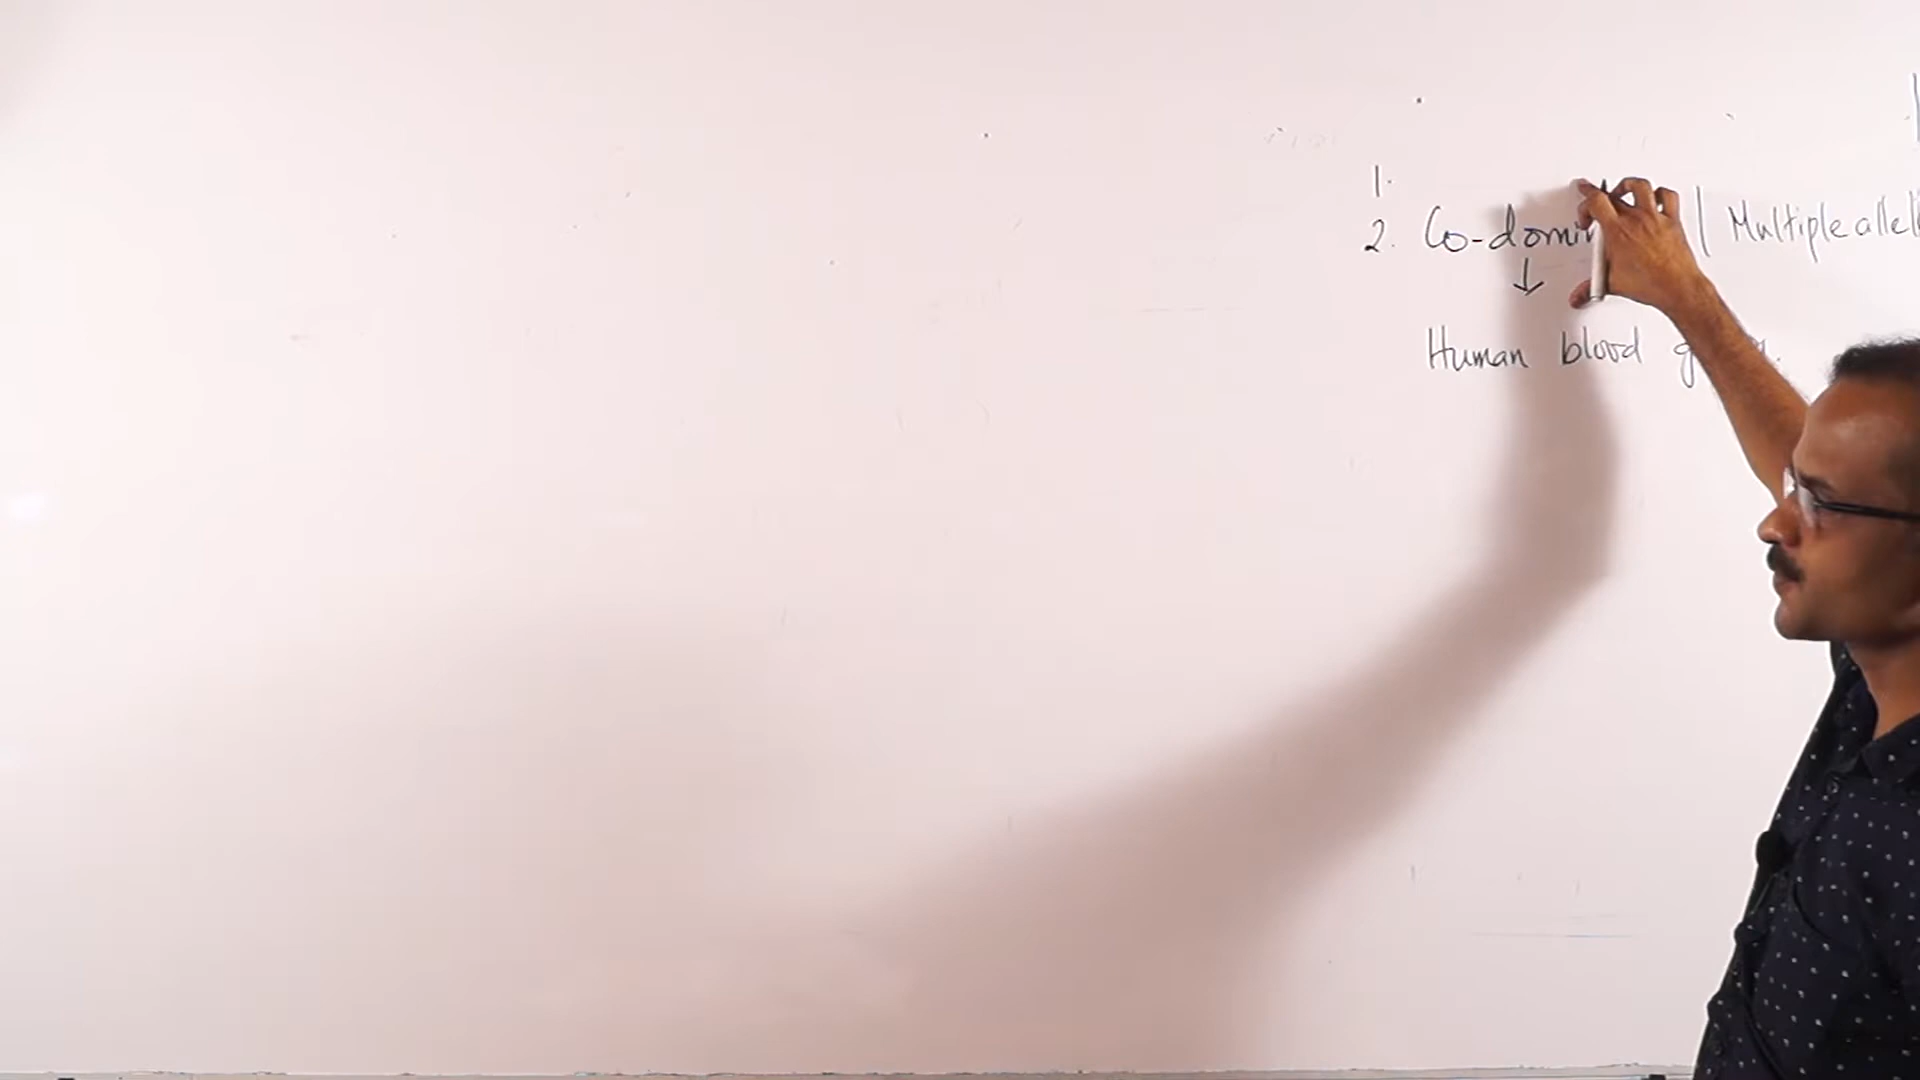 1.
2. Co-domin | Multiple allel
↓
Human blood